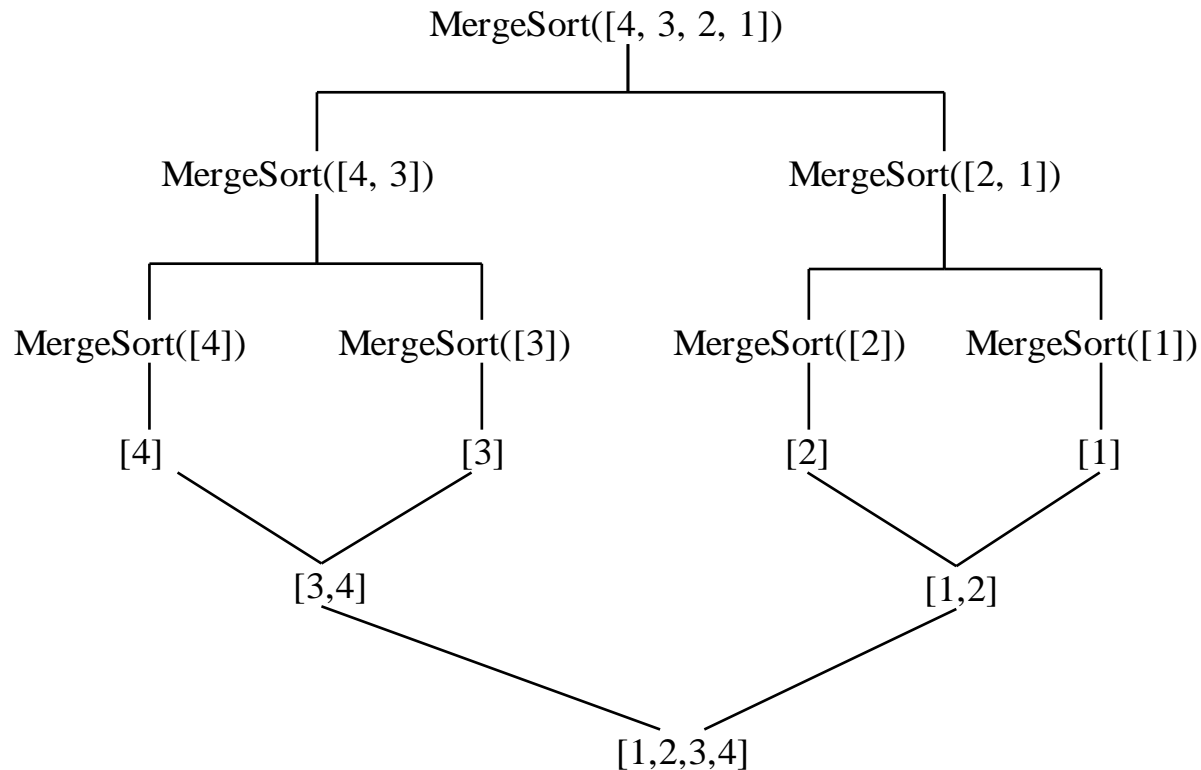 MergeSort([4, 3, 2, 1])
MergeSort([4, 3])
MergeSort([2, 1])
MergeSort([4])
MergeSort([3])
MergeSort([2])
MergeSort([1])
[4]
[3]
[2]
[1]
[3,4]
[1,2]
[1,2,3,4]